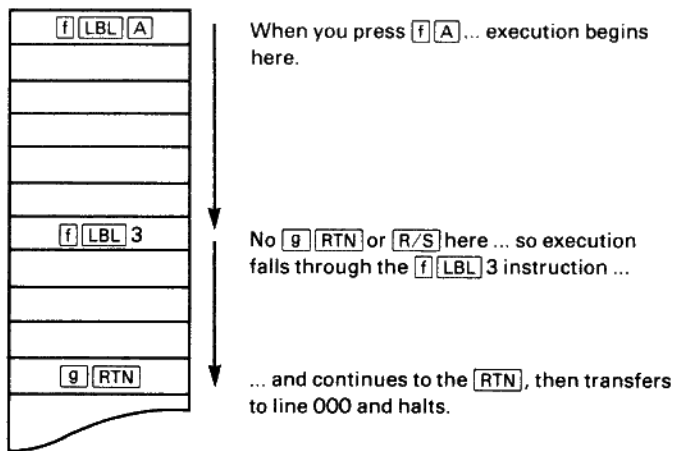 f LBL A
When you press f A ... execution begins
here.
f LBL 3
No g RTN or R/S here ... so execution
falls through the f LBL 3 instruction ...
g RTN
... and continues to the RTN, then transfers
to line 000 and halts.